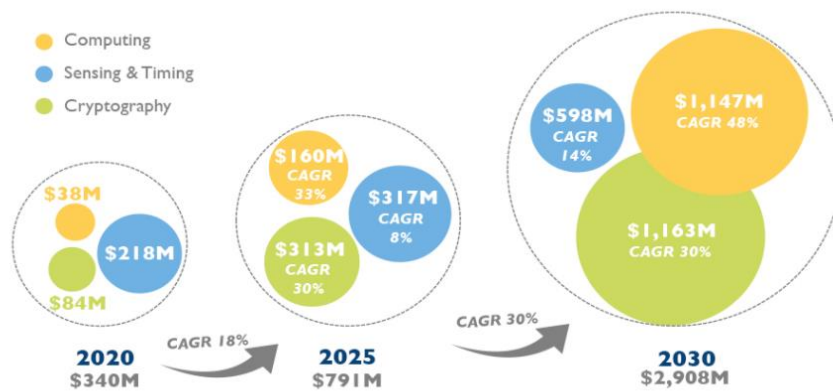 Computing
Sensing & Timing
Cryptography
$38M
$218M
$84M
2020
$340M
CAGR 18%
$160M
CAGR
33%
$317M
CAGR
8%
$313M
CAGR
30%
2025
$791M
CAGR 30%
$598M
CAGR
14%
$1,147M
CAGR 48%
$1,163M
CAGR 30%
2030
$2,908M